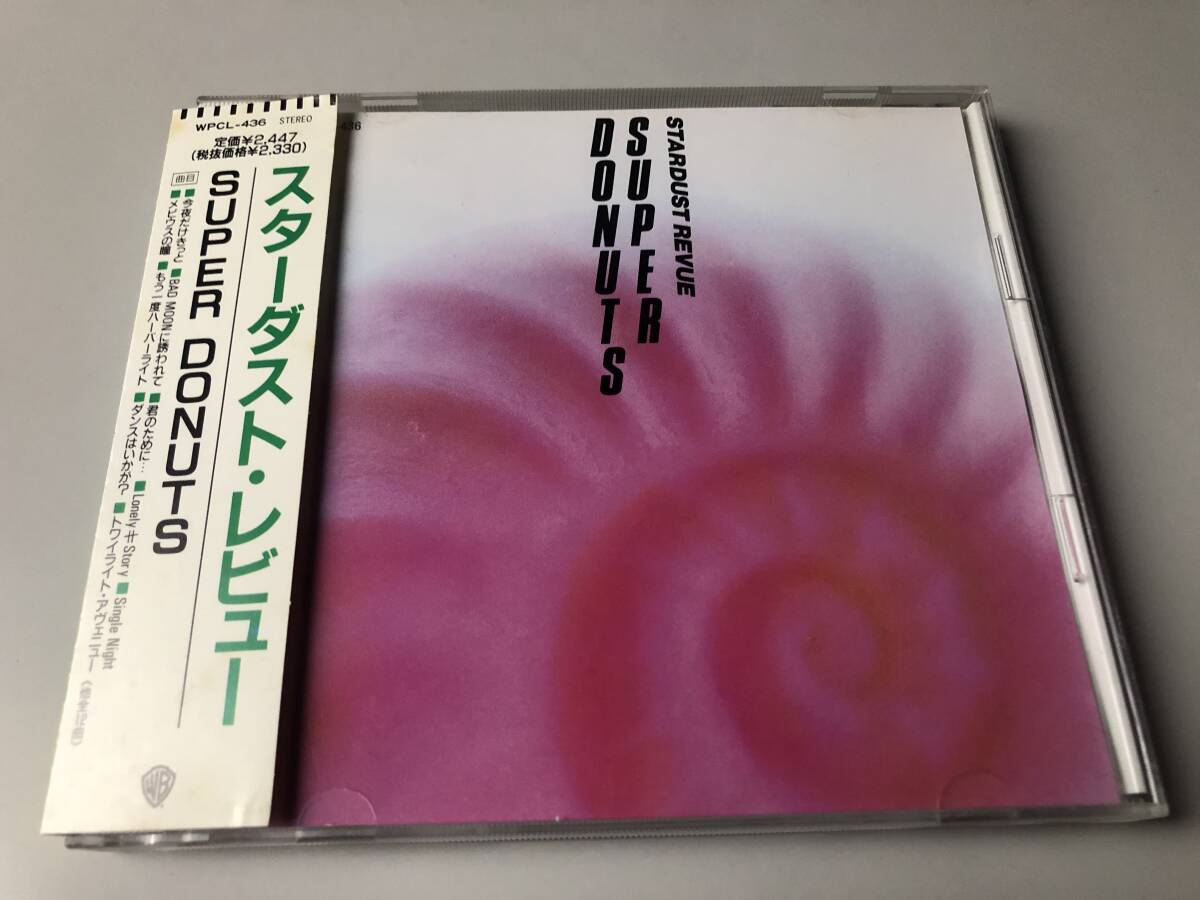 WPCL-436 STEREO
定価¥2,447
(税抜価格¥2,330)
スターダスト・レビュー
SUPER DONUTS
曲目
■今夜だけきっと ■BAD MOONに誘われて ■君のために… ■Lonely 千 Story ■Single Night
■メビウスの瞳 ■もう一度ハーバーライト ■ダンスはいかが? ■トワイライト・アヴェニュー
WB
436
STARDUST REVUE
SUPER
DONUTS